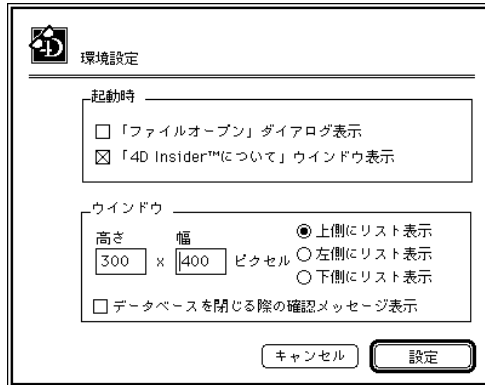 4D
環境設定
起動時
「ファイルオープン」ダイアログ表示
「4D Insider™について」ウインドウ表示
ウインドウ
高さ 幅
300 x 400 ピクセル
上側にリスト表示
左側にリスト表示
下側にリスト表示
データベースを閉じる際の確認メッセージ表示
キャンセル 設定